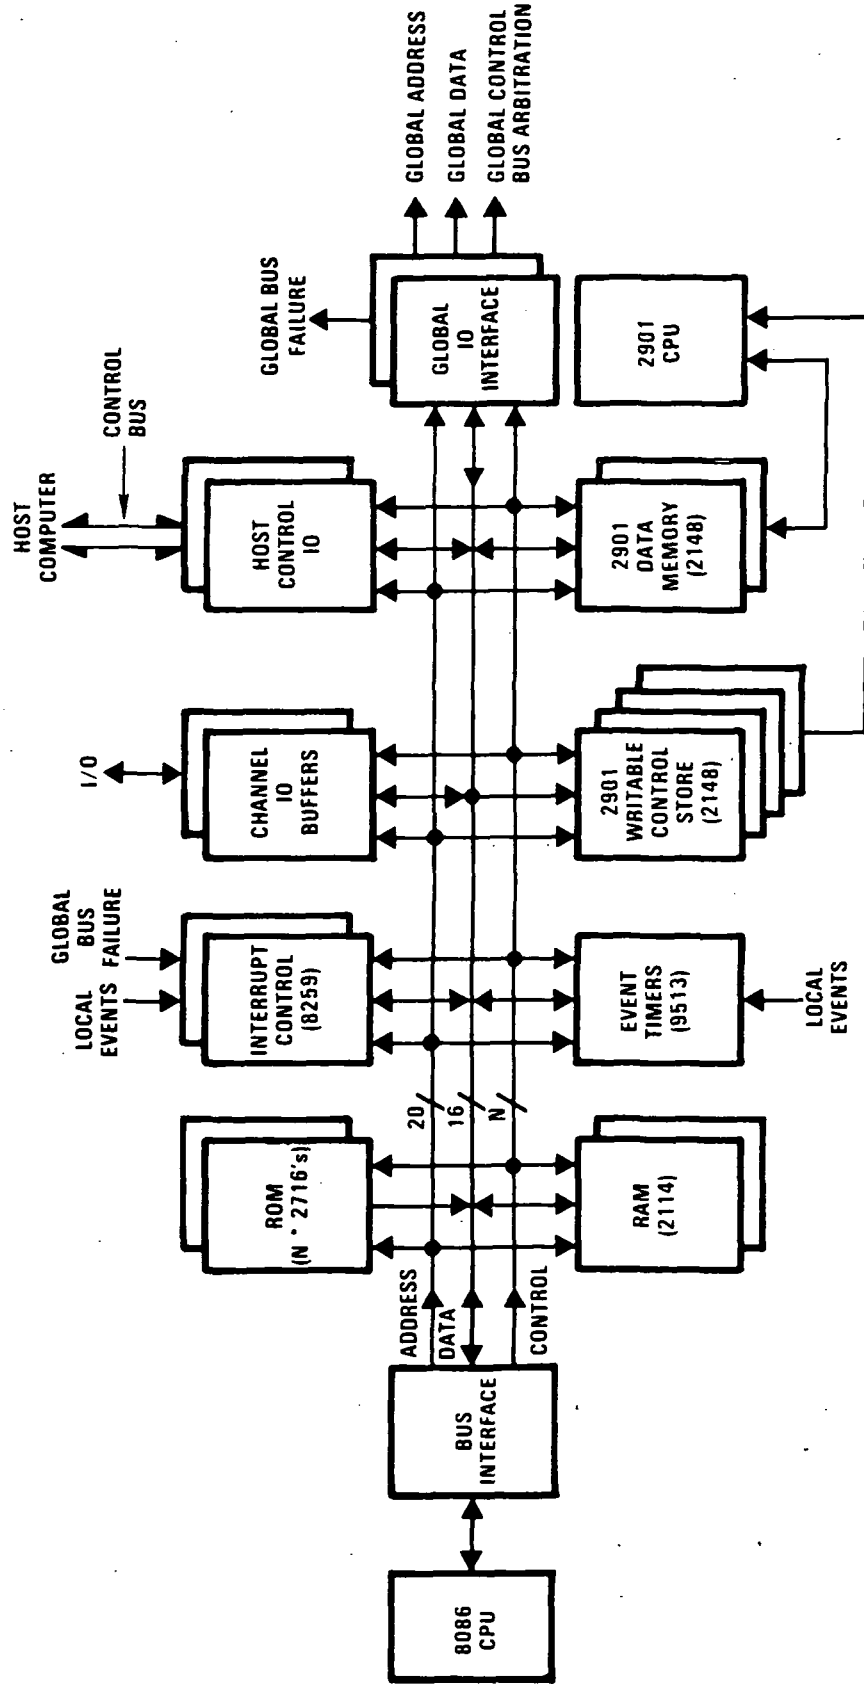 HOST
COMPUTER
CONTROL
BUS
GLOBAL BUS
FAILURE
GLOBAL ADDRESS
GLOBAL DATA
GLOBAL CONTROL
BUS ARBITRATION
I/O
LOCAL
EVENTS
GLOBAL
BUS
FAILURE
ROM
(N * 2716's)
INTERRUPT
CONTROL
(8259)
CHANNEL
IO
BUFFERS
HOST
CONTROL
IO
GLOBAL
IO
INTERFACE
8086
CPU
BUS
INTERFACE
ADDRESS
DATA
CONTROL
20
16
N
RAM
(2114)
EVENT
TIMERS
(9513)
2901
WRITABLE
CONTROL
STORE
(2148)
2901
DATA
MEMORY
(2148)
2901
CPU
LOCAL
EVENTS